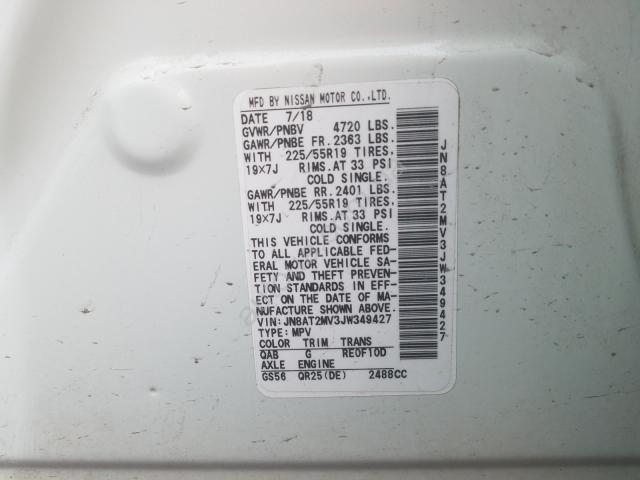 MFD BY NISSAN MOTOR CO.,LTD.
DATE 7/18
GVWR/PNBV 4720 LBS.
GAWR/PNBE FR. 2363 LBS.
WITH 225/55R19 TIRES.
19×7J RIMS.AT 33 PSI
COLD SINGLE.
GAWR/PNBE RR. 2401 LBS.
WITH 225/55R19 TIRES.
19×7J RIMS.AT 33 PSI
COLD SINGLE.
THIS VEHICLE CONFORMS
TO ALL APPLICABLE FED-
ERAL MOTOR VEHICLE SA-
FETY AND THEFT PREVEN-
TION STANDARDS IN EFF-
ECT ON THE DATE OF MA-
NUFACTURE SHOWN ABOVE.
VIN: JN8AT2MV3JW349427
TYPE: MPV
COLOR TRIM TRANS
QAB G RE0F10D
AXLE ENGINE
GS56 QR25(DE) 2488CC
JN8AT2MV3JW349427